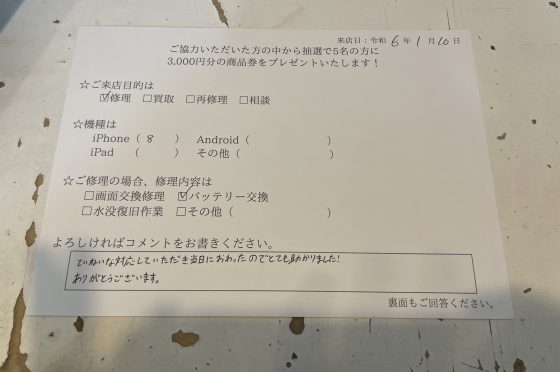 来店日：令和 6 年 1 月 10 日
ご協力いただいた方の中から抽選で5名の方に
3,000円分の商品券をプレゼントいたします！
☆ご来店目的は
☑修理 □買取 □再修理 □相談
☆機種は
iPhone（ 8 ） Android（ ）
iPad （ ） その他（ ）
☆ご修理の場合、修理内容は
□画面交換修理 ☑バッテリー交換
□水没復旧作業 □その他（ ）
よろしければコメントをお書きください。
ていねいな対応していただき当日におわったのでとても助かりました!
ありがとうございます。
裏面もご回答ください。